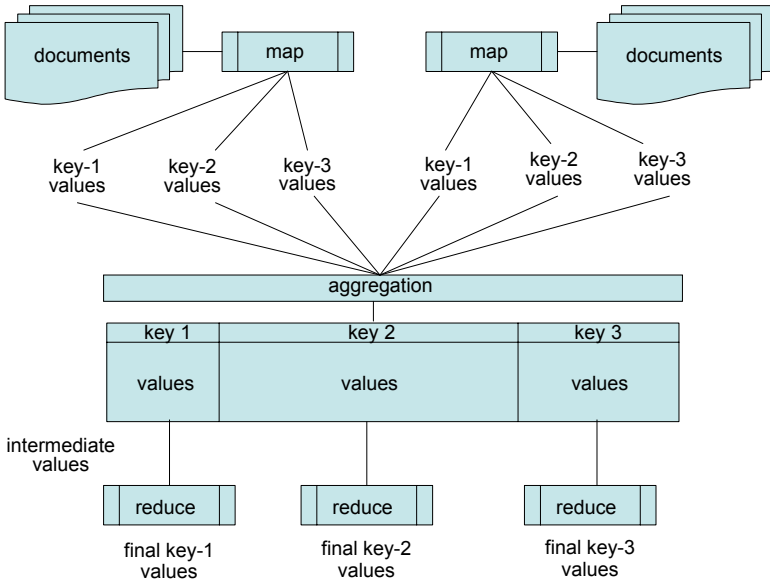 documents
map
map
documents
key-1
values
key-2
values
key-3
values
key-1
values
key-2
values
key-3
values
aggregation
key 1
key 2
key 3
values
values
values
intermediate
values
reduce
reduce
reduce
final key-1
values
final key-2
values
final key-3
values